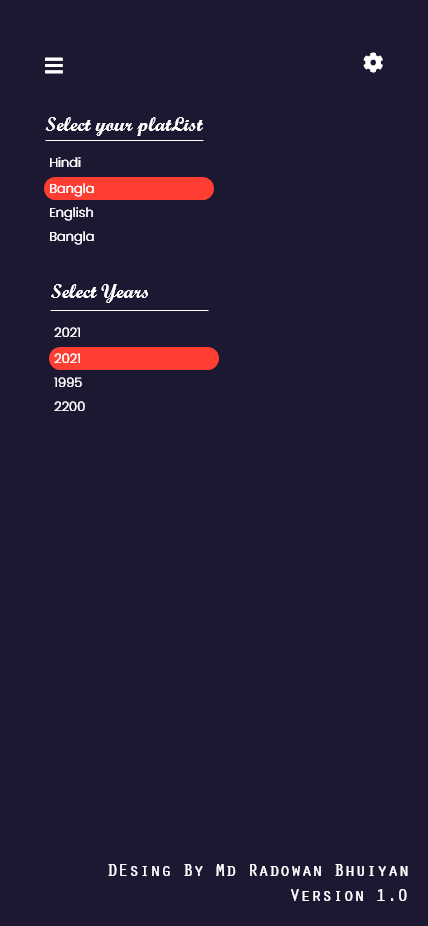 Select your platList
Hindi
Bangla
English
Bangla
Select Years
2021
2021
1995
2200
DEsing By Md Radowan Bhuiyan
Version 1.0